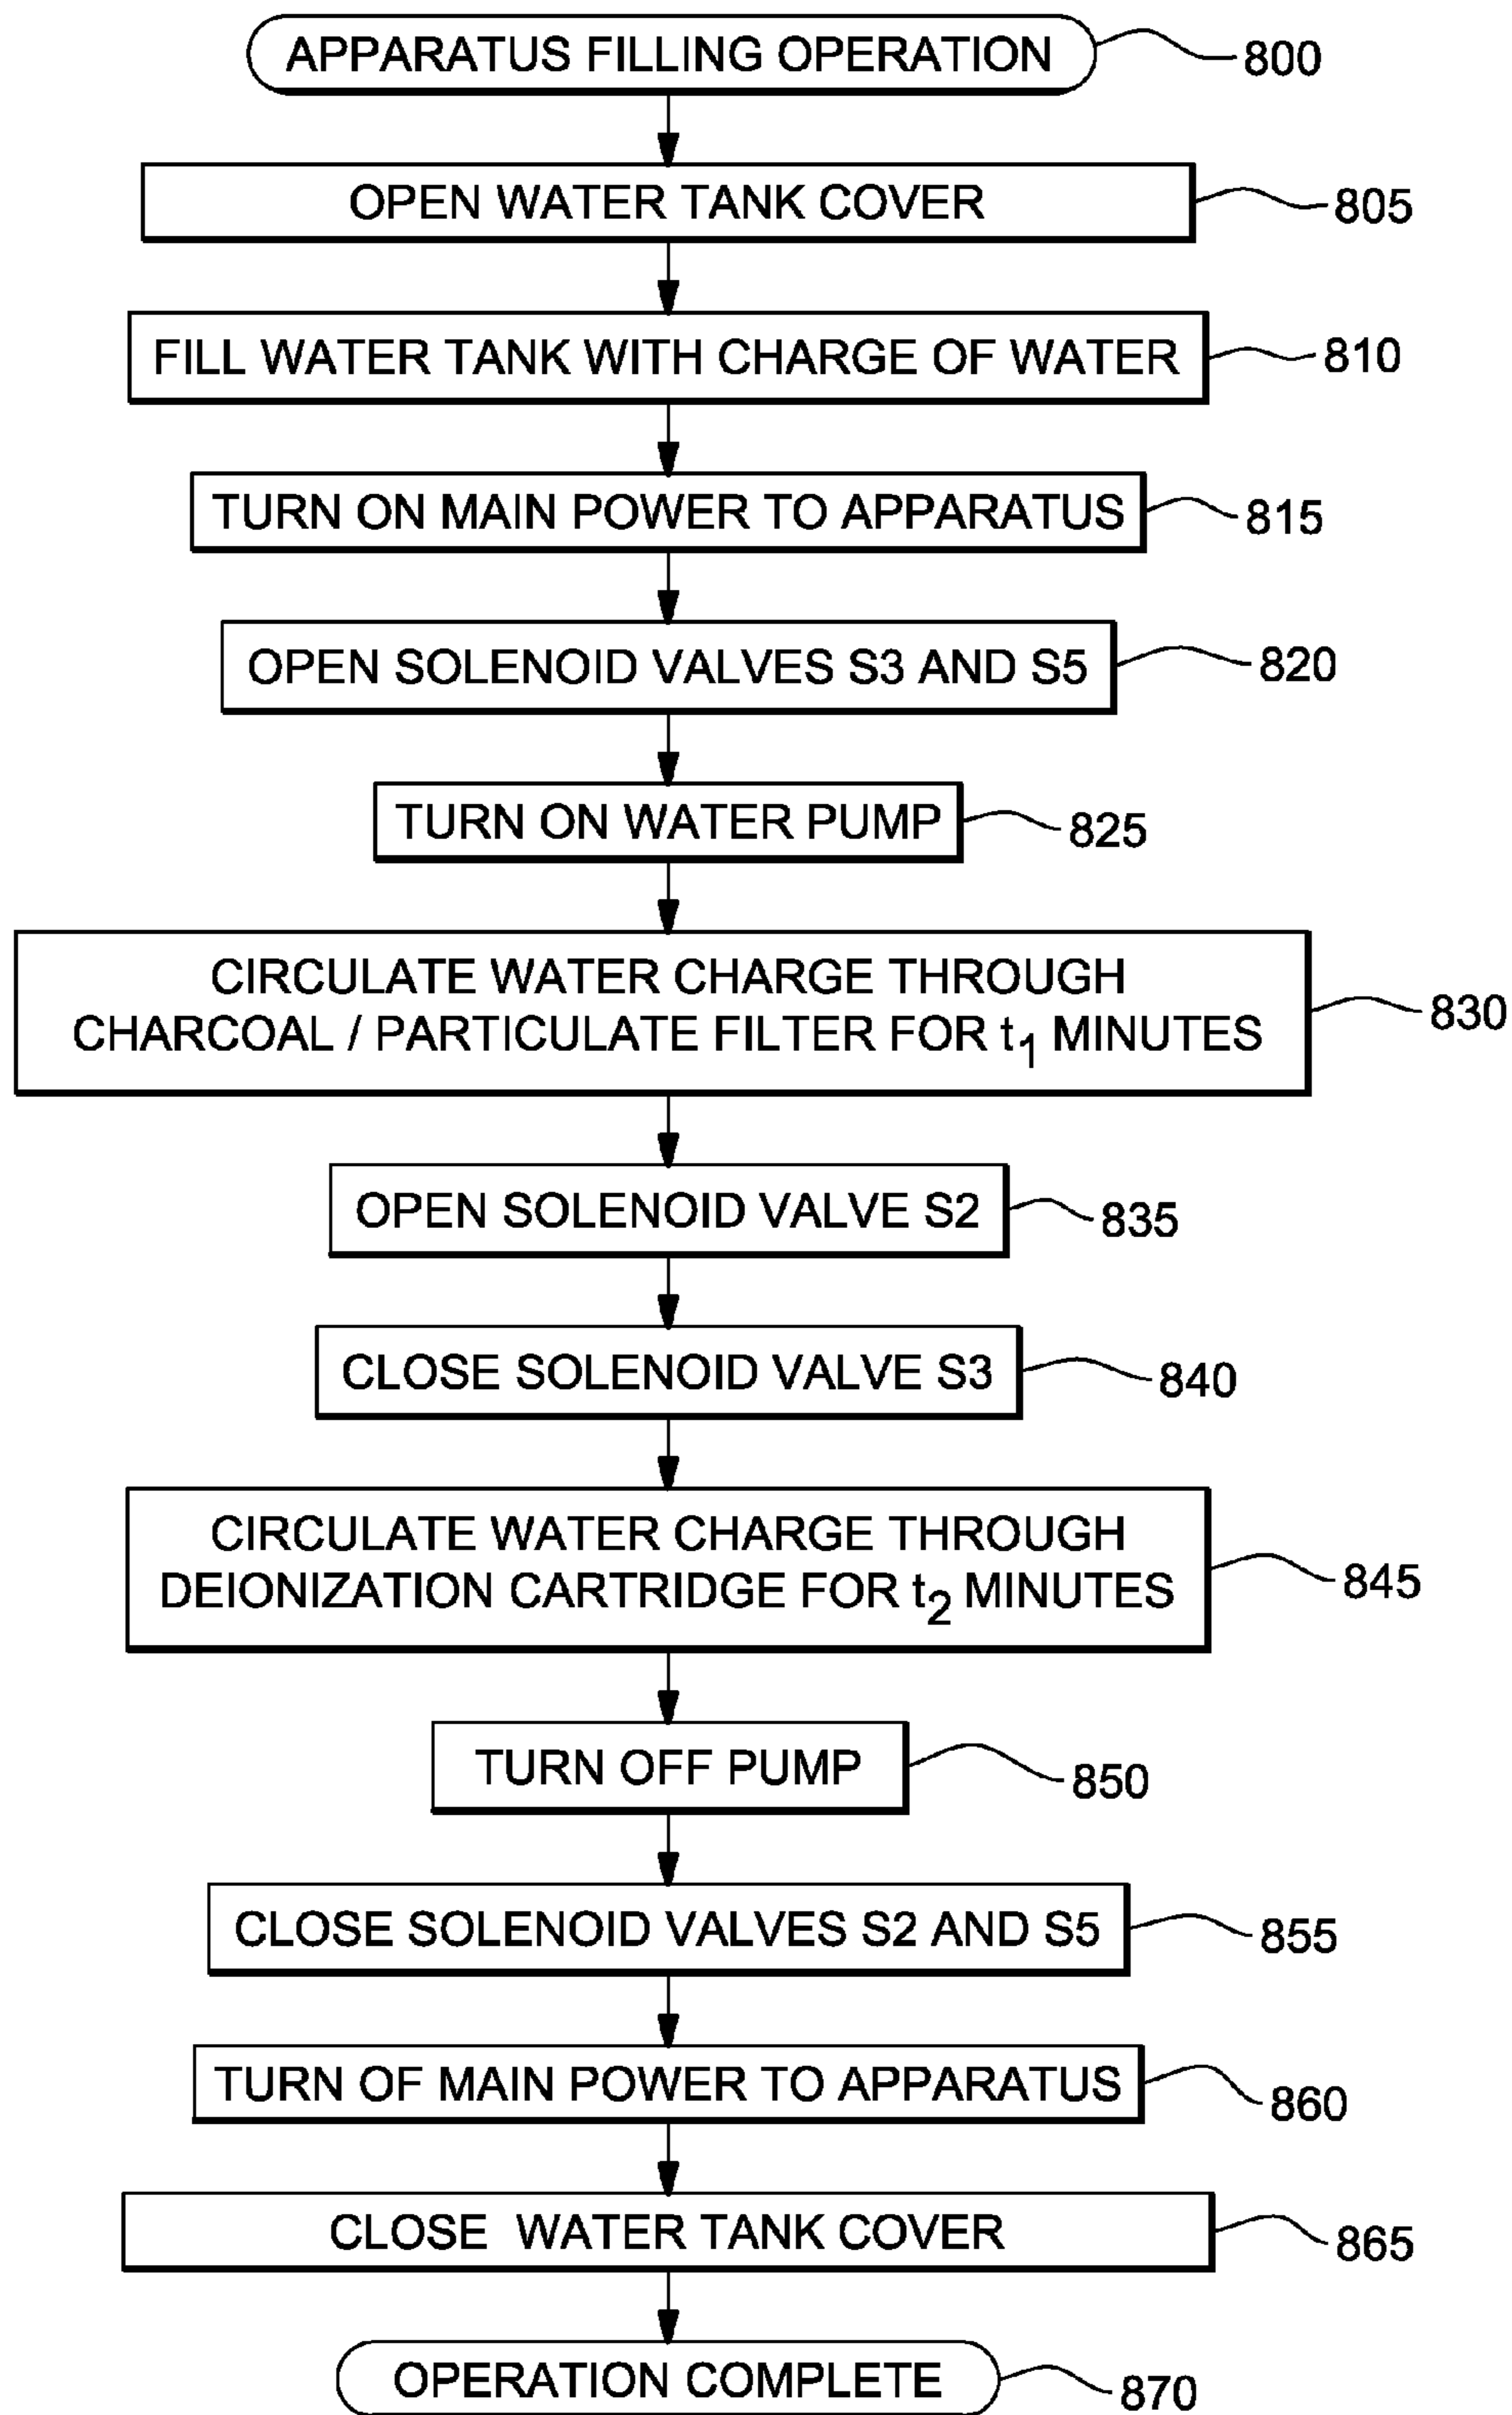 APPARATUS FILLING OPERATION
800
OPEN WATER TANK COVER
805
FILL WATER TANK WITH CHARGE OF WATER
810
TURN ON MAIN POWER TO APPARATUS
815
OPEN SOLENOID VALVES S3 AND S5
820
TURN ON WATER PUMP
825
CIRCULATE WATER CHARGE THROUGH
CHARCOAL / PARTICULATE FILTER FOR t1 MINUTES
830
OPEN SOLENOID VALVE S2
835
CLOSE SOLENOID VALVE S3
840
CIRCULATE WATER CHARGE THROUGH
DEIONIZATION CARTRIDGE FOR t2 MINUTES
845
TURN OFF PUMP
850
CLOSE SOLENOID VALVES S2 AND S5
855
TURN OF MAIN POWER TO APPARATUS
860
CLOSE WATER TANK COVER
865
OPERATION COMPLETE
870